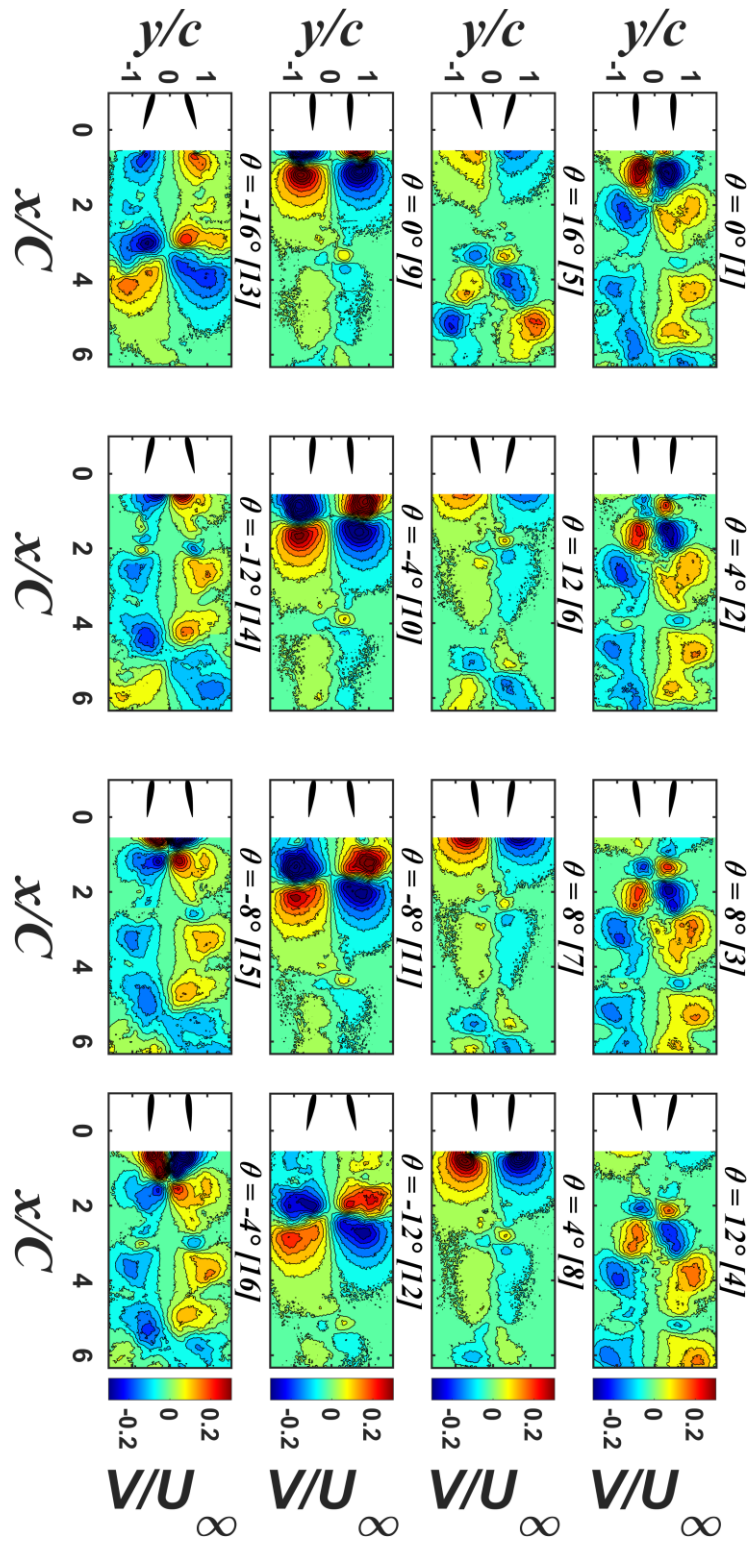 θ = 0° [1] θ = 4° [2] θ = 8° [3] θ = 12° [4]
y/c
1
0
-1
0.2
0
-0.2
V/U∞
θ = 16° [5] θ = 12 [6] θ = 8° [7] θ = 4° [8]
y/c
1
0
-1
0.2
0
-0.2
V/U∞
θ = 0° [9] θ = -4° [10] θ = -8° [11] θ = -12° [12]
y/c
1
0
-1
0.2
0
-0.2
V/U∞
θ = -16° [13] θ = -12° [14] θ = -8° [15] θ = -4° [16]
y/c
1
0
-1
0.2
0
-0.2
V/U∞
0 2 4 6 0 2 4 6 0 2 4 6 0 2 4 6
x/C x/C x/C x/C